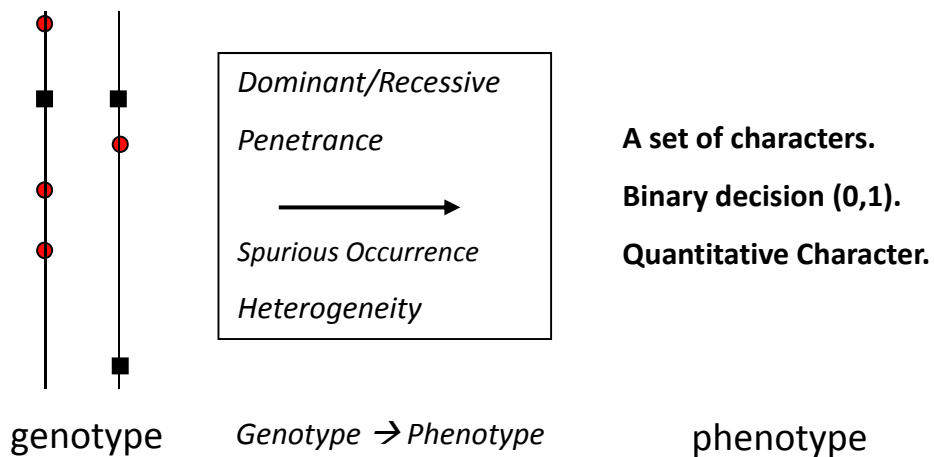 Dominant/Recessive
Penetrance
Spurious Occurrence
Heterogeneity
A set of characters.
Binary decision (0,1).
Quantitative Character.
genotype
Genotype → Phenotype
phenotype